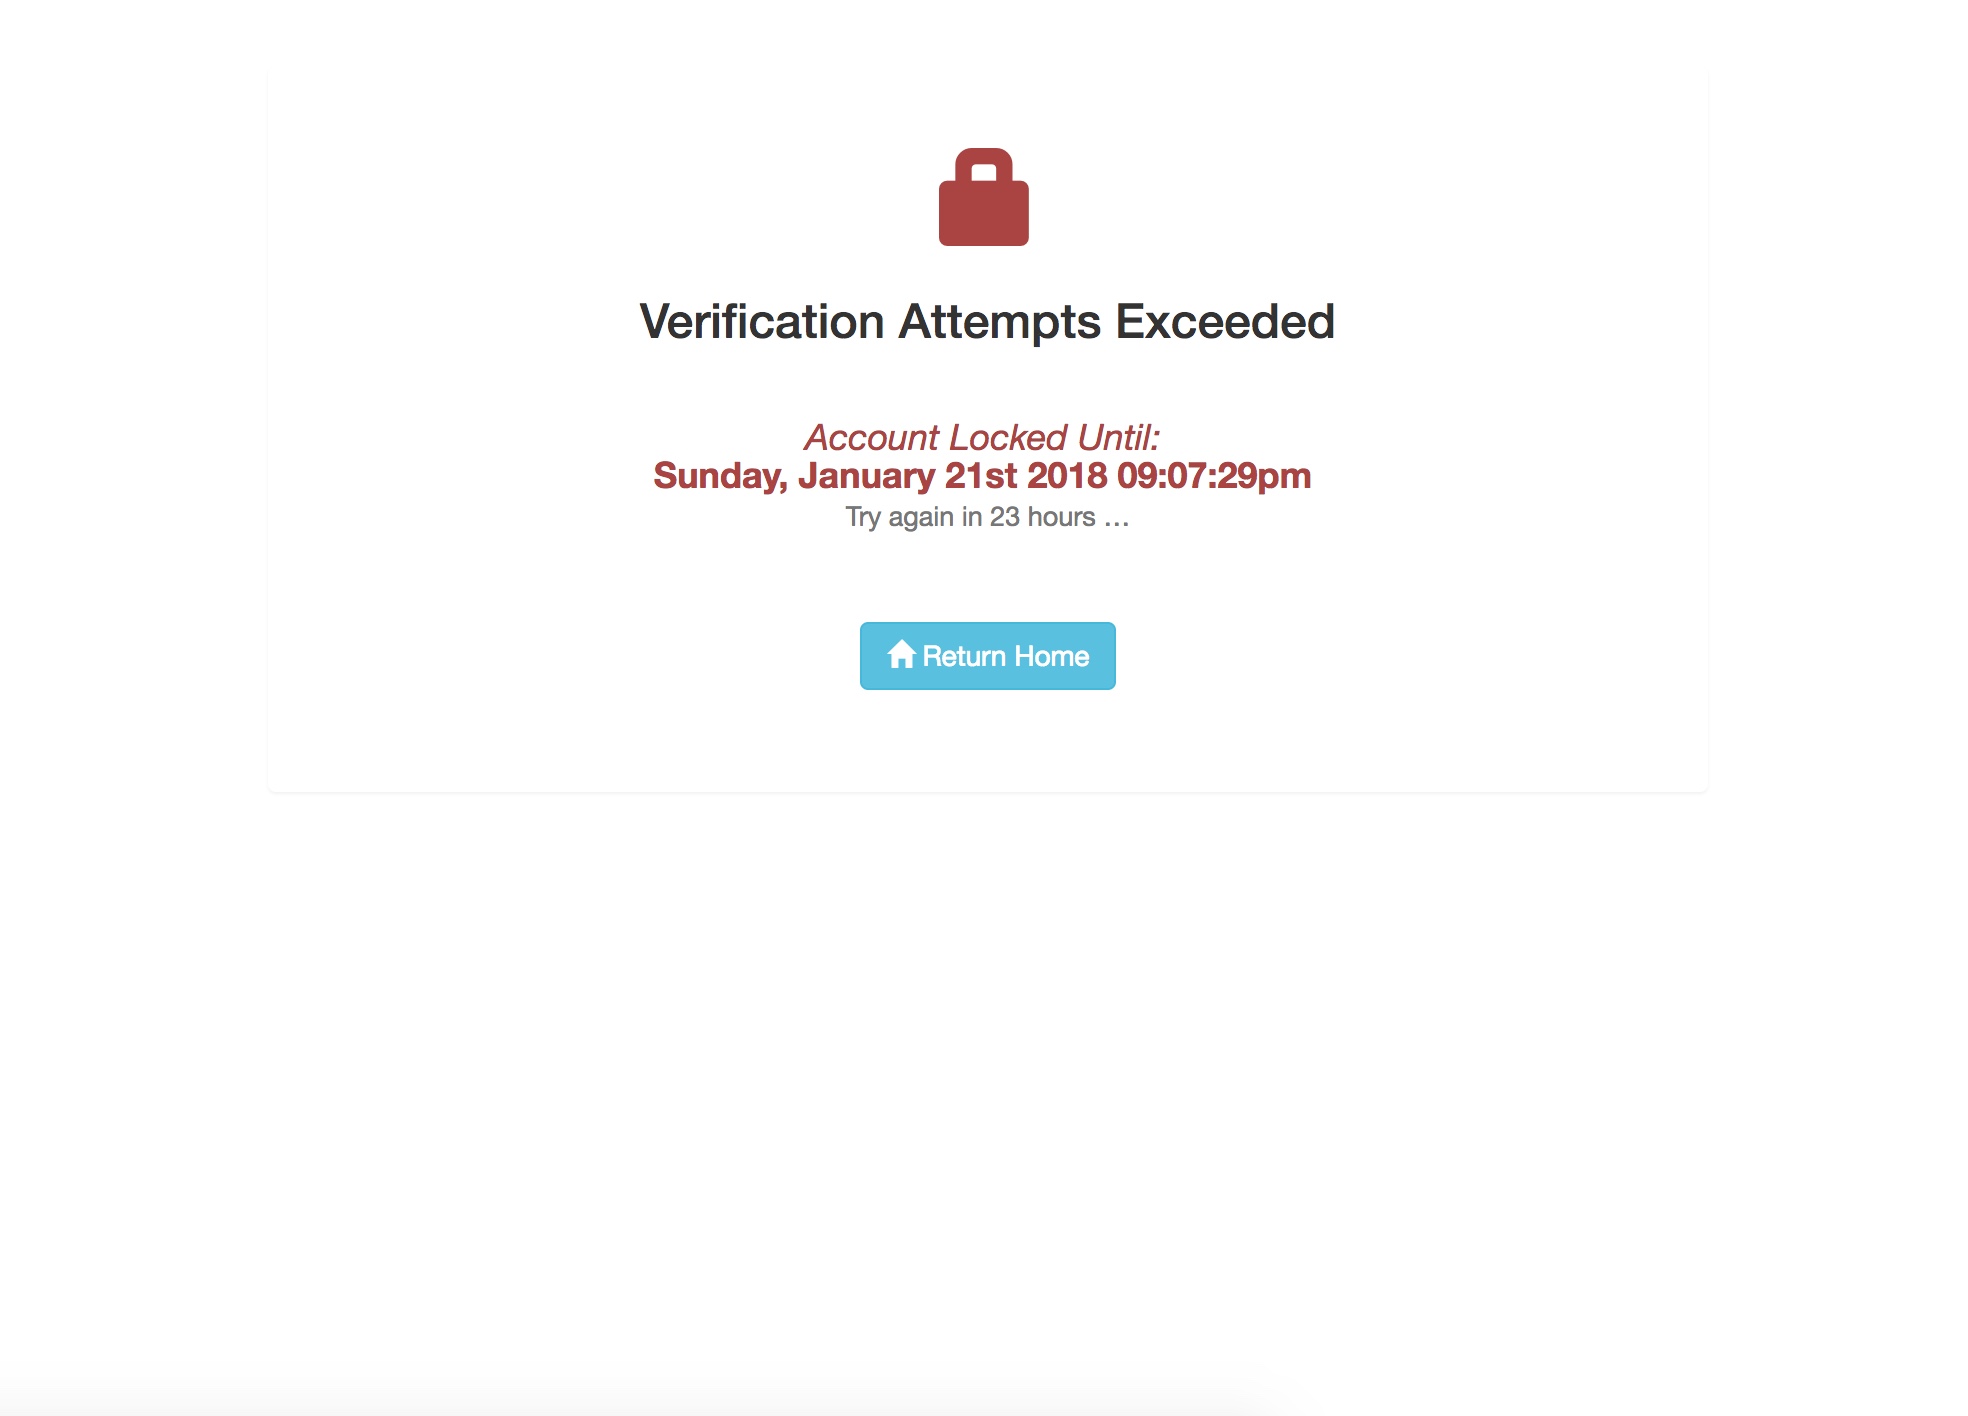 Verification Attempts Exceeded
Account Locked Until:
Sunday, January 21st 2018 09:07:29pm
Try again in 23 hours …
Return Home